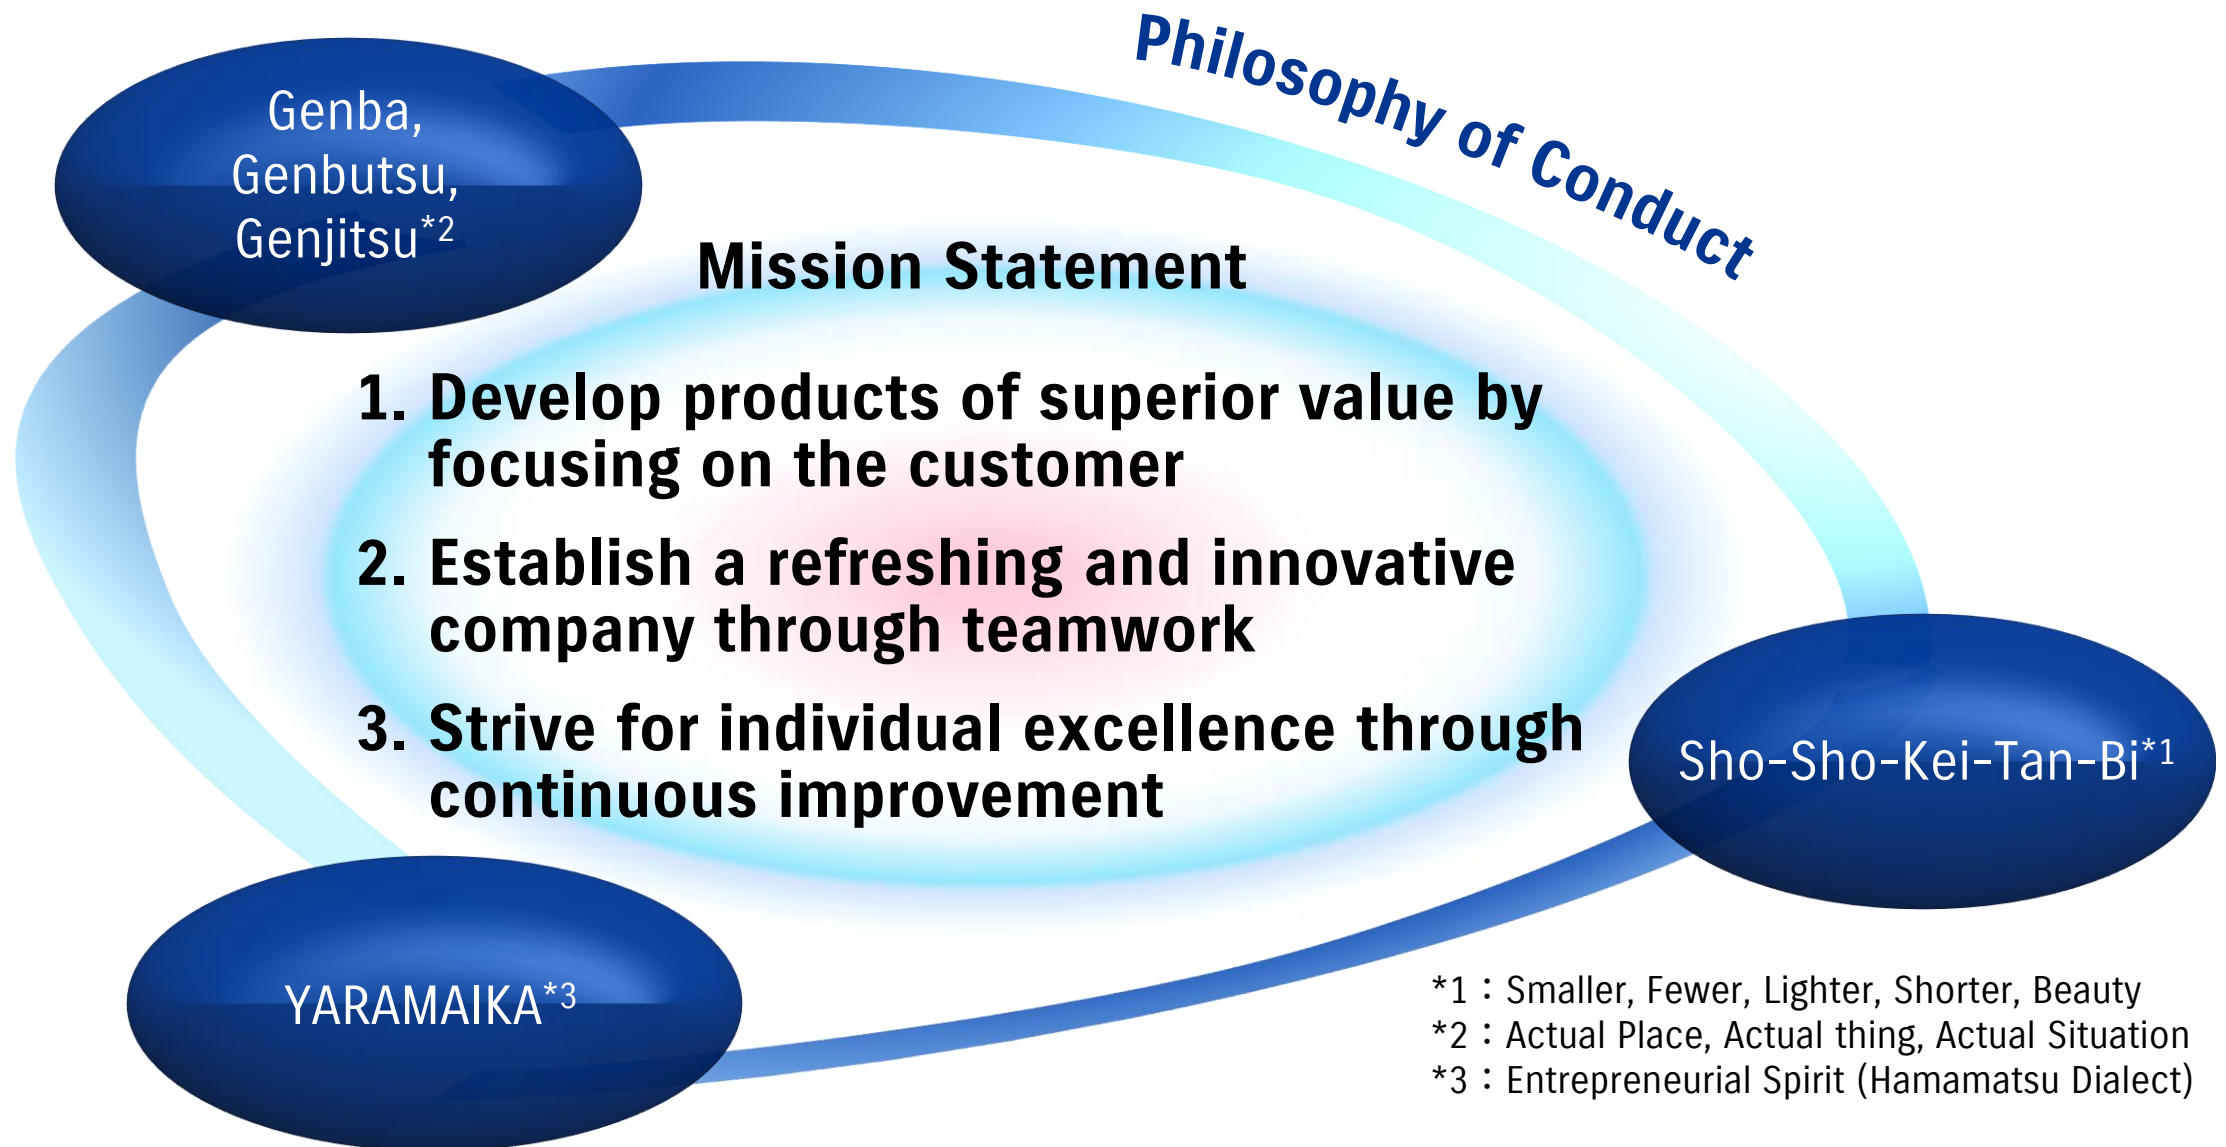 Philosophy of Conduct
Genba,
Genbutsu,
Genjitsu*2
Mission Statement
1. Develop products of superior value by
focusing on the customer
2. Establish a refreshing and innovative
company through teamwork
3. Strive for individual excellence through
continuous improvement
Sho-Sho-Kei-Tan-Bi*1
YARAMAIKA*3
*1：Smaller, Fewer, Lighter, Shorter, Beauty
*2：Actual Place, Actual thing, Actual Situation
*3：Entrepreneurial Spirit (Hamamatsu Dialect)